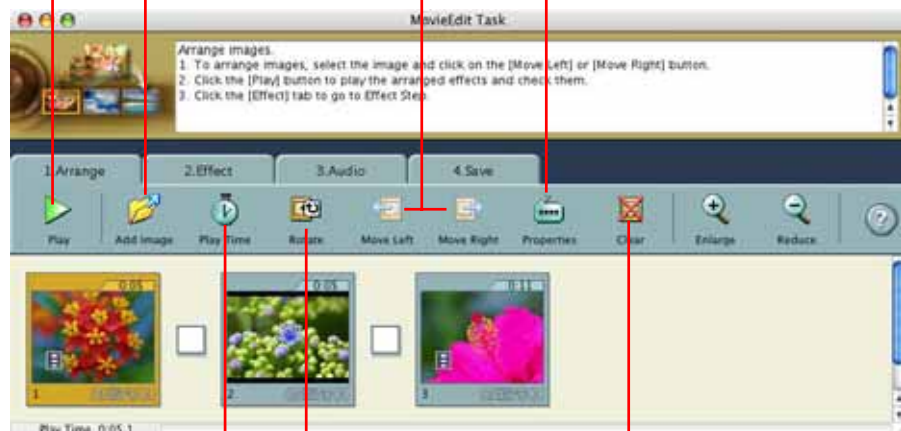 MovieEdit Task
Arrange images.
1. To arrange images, select the image and click on the [Move Left] or [Move Right] button.
2. Click the [Play] button to play the arranged effects and check them.
3. Click the [Effect] tab to go to Effect Step.
1.Arrange 2.Effect 3.Audio 4.Save
Play Add Image Play Time Rotate Move Left Move Right Properties Clear Enlarge Reduce ?
0:05 0:05 0:11
1 2 3
Play Time 0:05.1